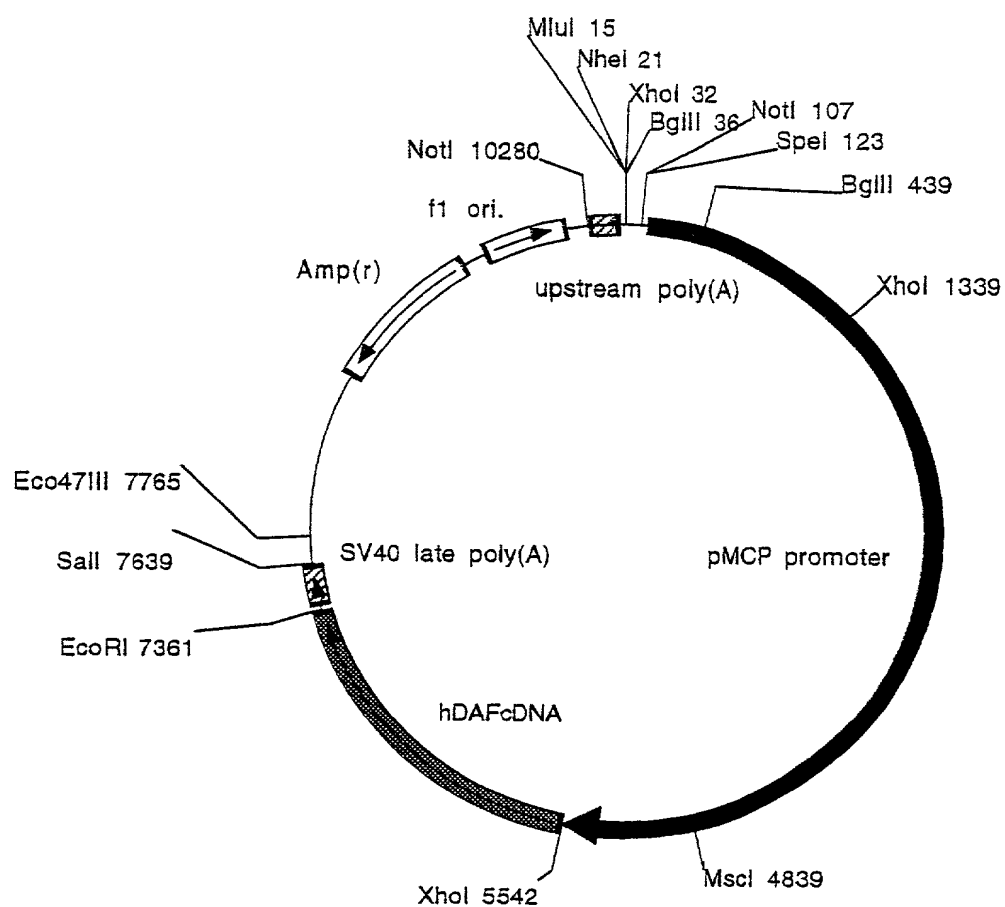 MluI 15
NheI 21
XhoI 32
BglII 36
NotI 107
SpeI 123
NotI 10280
BglII 439
f1 ori.
Amp(r)
upstream poly(A)
XhoI 1339
Eco47III 7765
SalI 7639
SV40 late poly(A)
pMCP promoter
EcoRI 7361
hDAFcDNA
MscI 4839
XhoI 5542